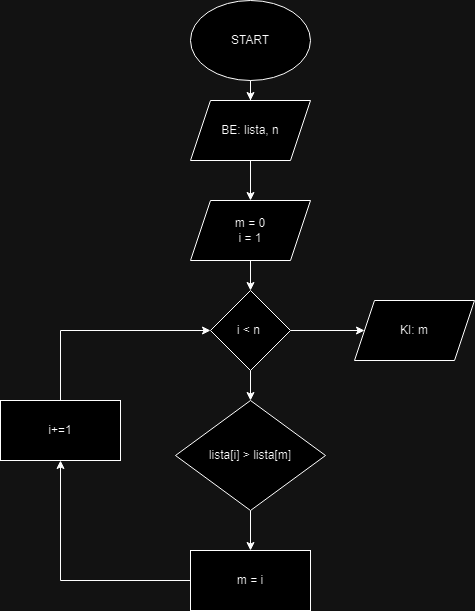 START
BE: lista, n
m = 0
i = 1
i < n
KI: m
i+=1
lista[i] > lista[m]
m = i